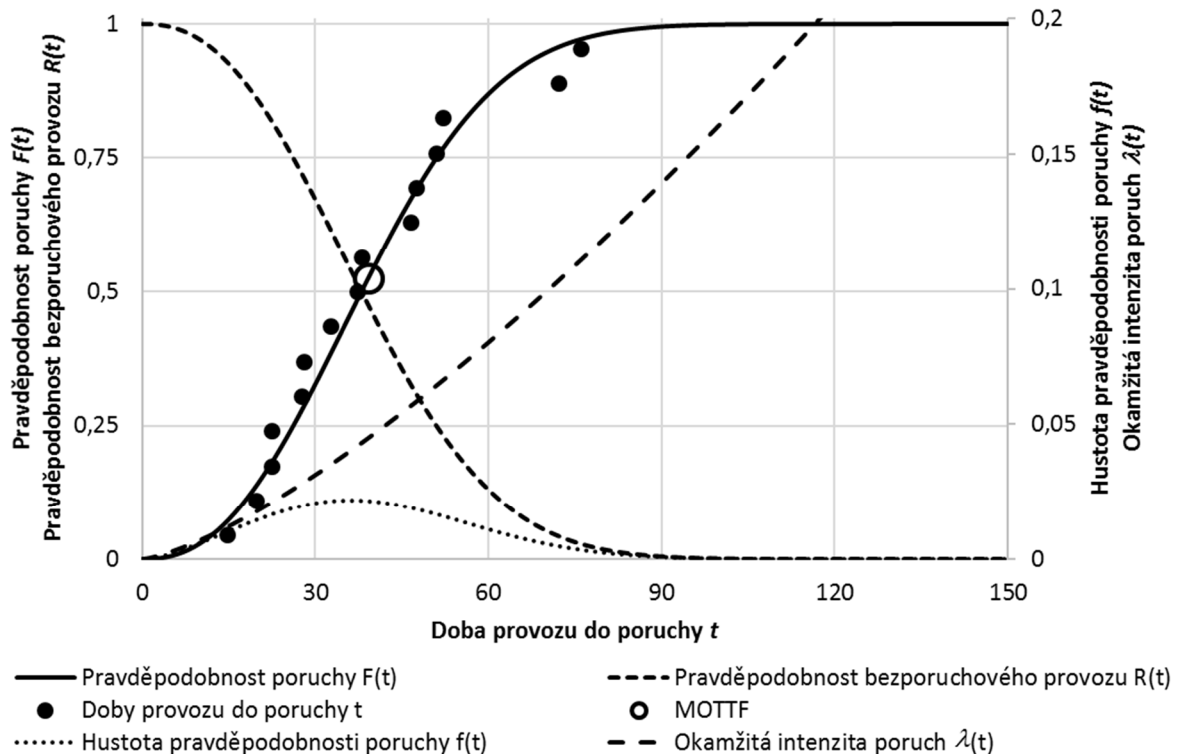 Pravděpodobnost poruchy F(t)
Pravděpodobnost bezporuchového provozu R(t)
1
0,75
0,5
0,25
0
0,2
0,15
0,1
0,05
0
Hustota pravděpodobnosti poruchy f(t)
Okamžitá intenzita poruch λ(t)
0
30
60
90
120
150
Doba provozu do poruchy t
Pravděpodobnost poruchy F(t)
Pravděpodobnost bezporuchového provozu R(t)
Doby provozu do poruchy t
MOTTF
Hustota pravděpodobnosti poruchy f(t)
Okamžitá intenzita poruch λ(t)